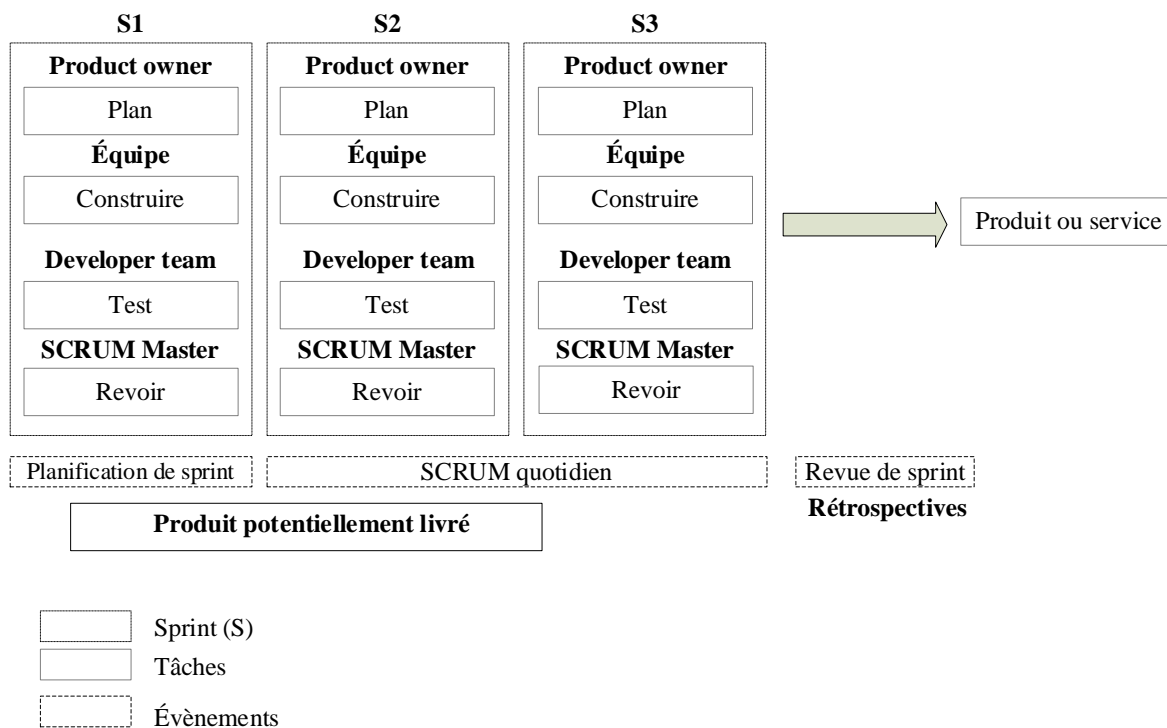 S1 S2 S3
Product owner Product owner Product owner
Plan Plan Plan
Équipe Équipe Équipe
Construire Construire Construire
Produit ou service
Developer team Developer team Developer team
Test Test Test
SCRUM Master SCRUM Master SCRUM Master
Revoir Revoir Revoir
Planification de sprint SCRUM quotidien Revue de sprint
Rétrospectives
Produit potentiellement livré
Sprint (S)
Tâches
Évènements